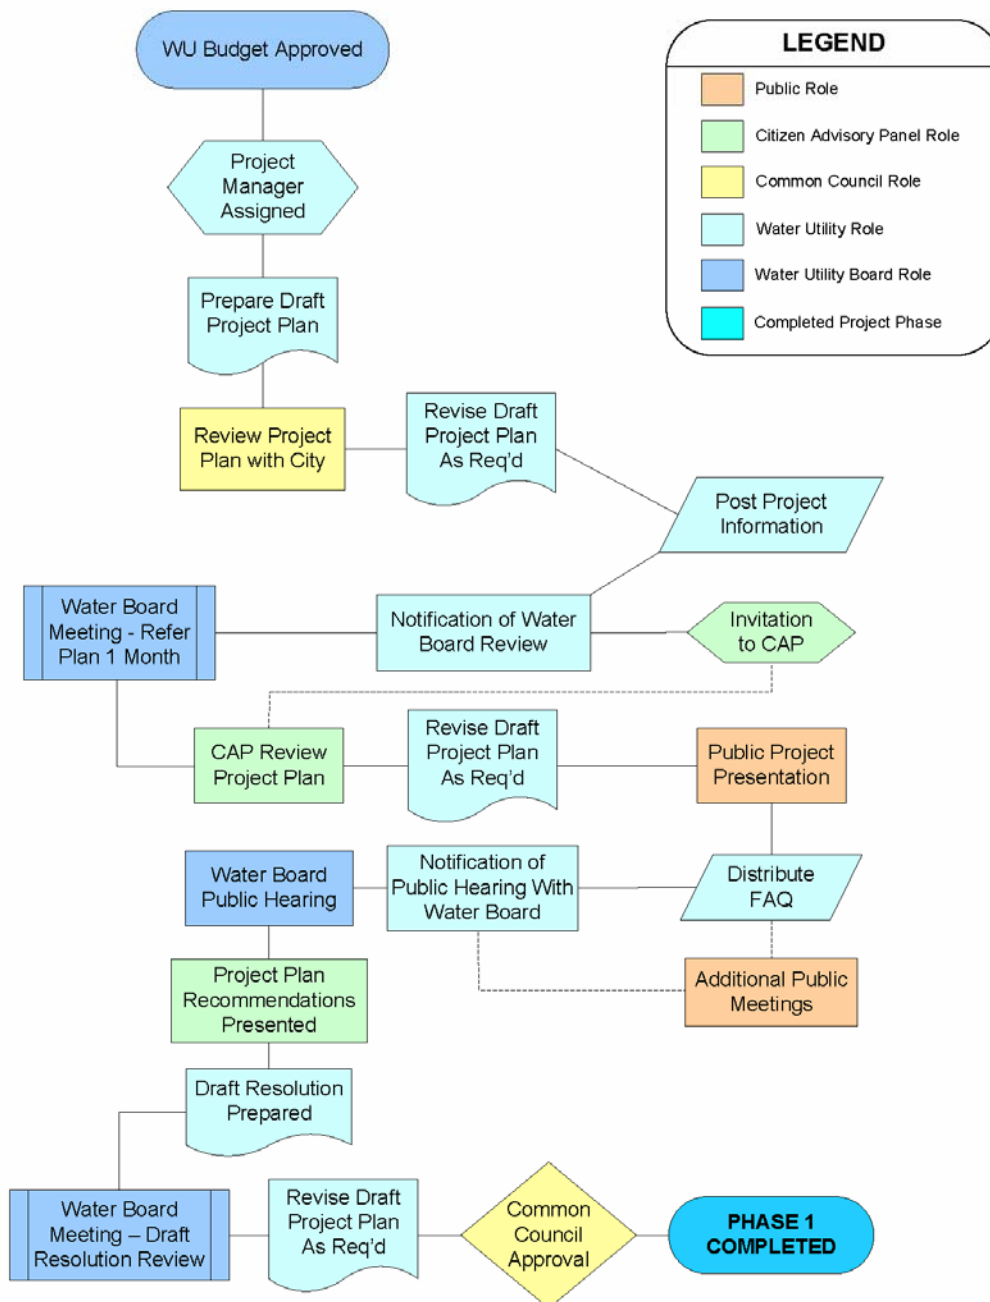 WU Budget Approved
LEGEND
Public Role
Citizen Advisory Panel Role
Common Council Role
Water Utility Role
Water Utility Board Role
Completed Project Phase
Project
Manager
Assigned
Prepare Draft
Project Plan
Review Project
Plan with City
Revise Draft
Project Plan
As Req'd
Post Project
Information
Water Board
Meeting - Refer
Plan 1 Month
Notification of Water
Board Review
Invitation
to CAP
CAP Review
Project Plan
Revise Draft
Project Plan
As Req'd
Public Project
Presentation
Water Board
Public Hearing
Notification of
Public Hearing With
Water Board
Distribute
FAQ
Project Plan
Recommendations
Presented
Additional Public
Meetings
Draft Resolution
Prepared
Water Board
Meeting – Draft
Resolution Review
Revise Draft
Project Plan
As Req'd
Common
Council
Approval
PHASE 1
COMPLETED